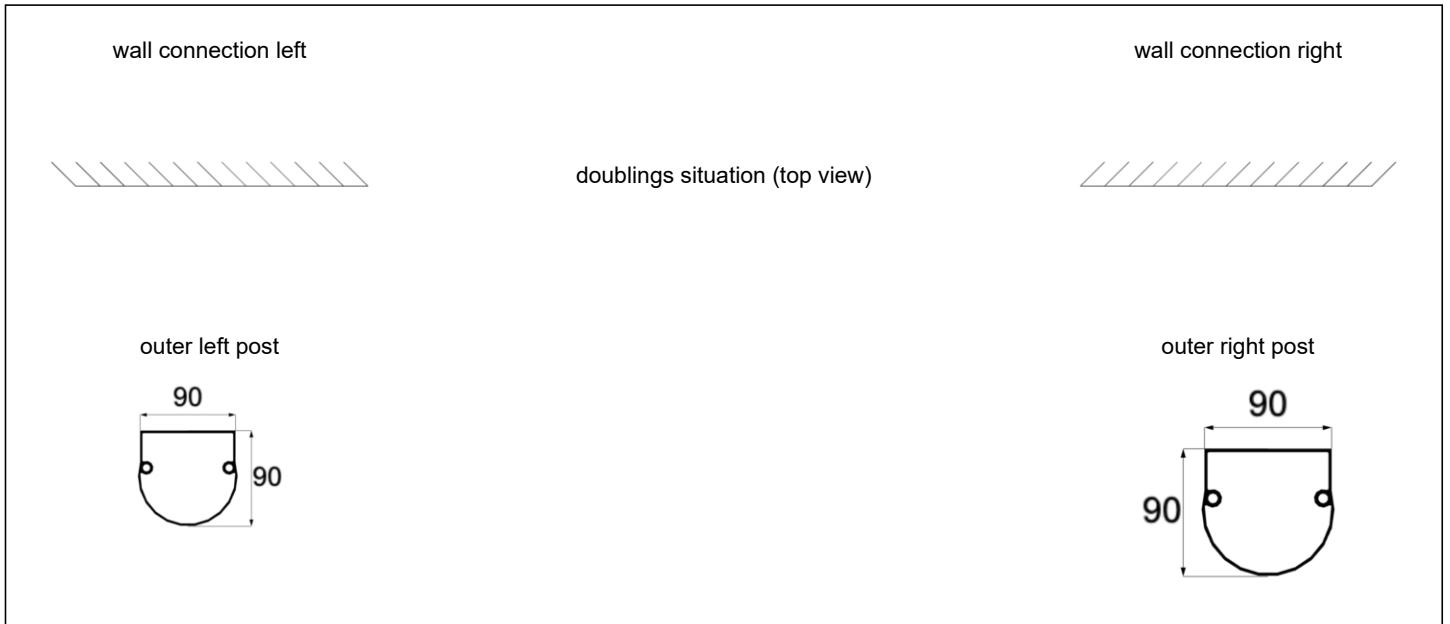 wall connection left
wall connection right
doublings situation (top view)
outer left post
outer right post
90
90
90
90